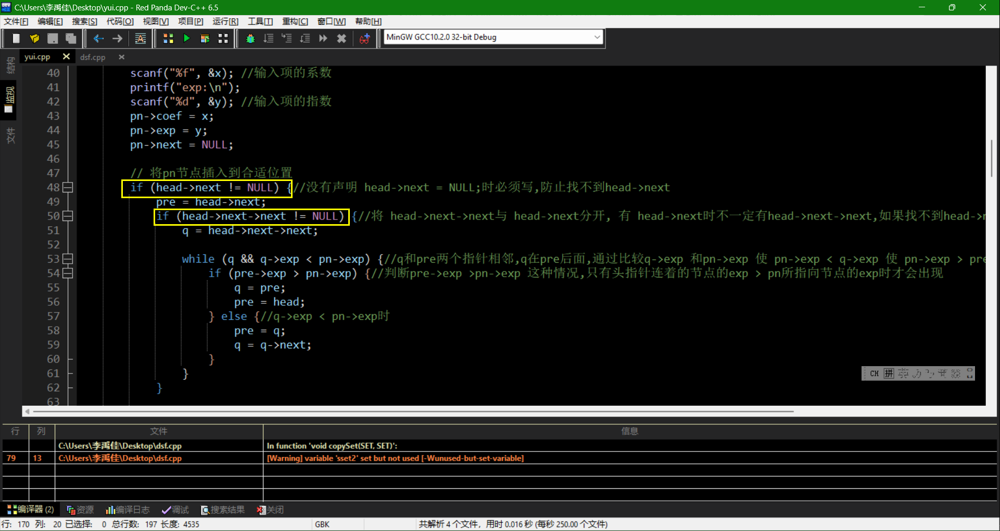 C:\Users\李禹佳\Desktop\yui.cpp - Red Panda Dev-C++ 6.5
文件[F] 编辑[E] 搜索[S] 代码[O] 视图[V] 项目[P] 运行[R] 工具[T] 重构[C] 窗口[W] 帮助[H]
MinGW GCC10.2.0 32-bit Debug
yui.cpp dsf.cpp
结构
监视
文件
40 scanf("%f", &x); //输入项的系数
41 printf("exp:\n");
42 scanf("%d", &y); //输入项的指数
43 pn->coef = x;
44 pn->exp = y;
45 pn->next = NULL;
46
47 // 将pn节点插入到合适位置
48 if (head->next != NULL) {//没有声明 head->next = NULL;时必须写,防止找不到head->next
49 pre = head->next;
50 if (head->next->next != NULL) {//将 head->next->next与 head->next分开, 有 head->next时不一定有head->next->next,如果找不到head->n
51 q = head->next->next;
52
53 while (q && q->exp < pn->exp) {//q和pre两个指针相邻,q在pre后面,通过比较q->exp 和pn->exp 使 pn->exp < q->exp 使 pn->exp > pre
54 if (pre->exp > pn->exp) {//判断pre->exp >pn->exp 这种情况,只有头指针连着的节点的exp > pn所指向节点的exp时才会出现
55 q = pre;
56 pre = head;
57 } else {//q->exp < pn->exp时
58 pre = q;
59 q = q->next;
60 }
61 }
62 }
63
CH 拼
行 列 文件 信息
C:\Users\李禹佳\Desktop\dsf.cpp In function 'void copySet(SET, SET)':
79 13 C:\Users\李禹佳\Desktop\dsf.cpp [Warning] variable 'sset2' set but not used [-Wunused-but-set-variable]
编译器 (2) 资源 编译日志 调试 搜索结果 关闭
行: 170 列: 20 已选择: 0 总行数: 197 长度: 4535 GBK 共解析 4 个文件，用时 0.016 秒 (每秒 250.00 个文件)